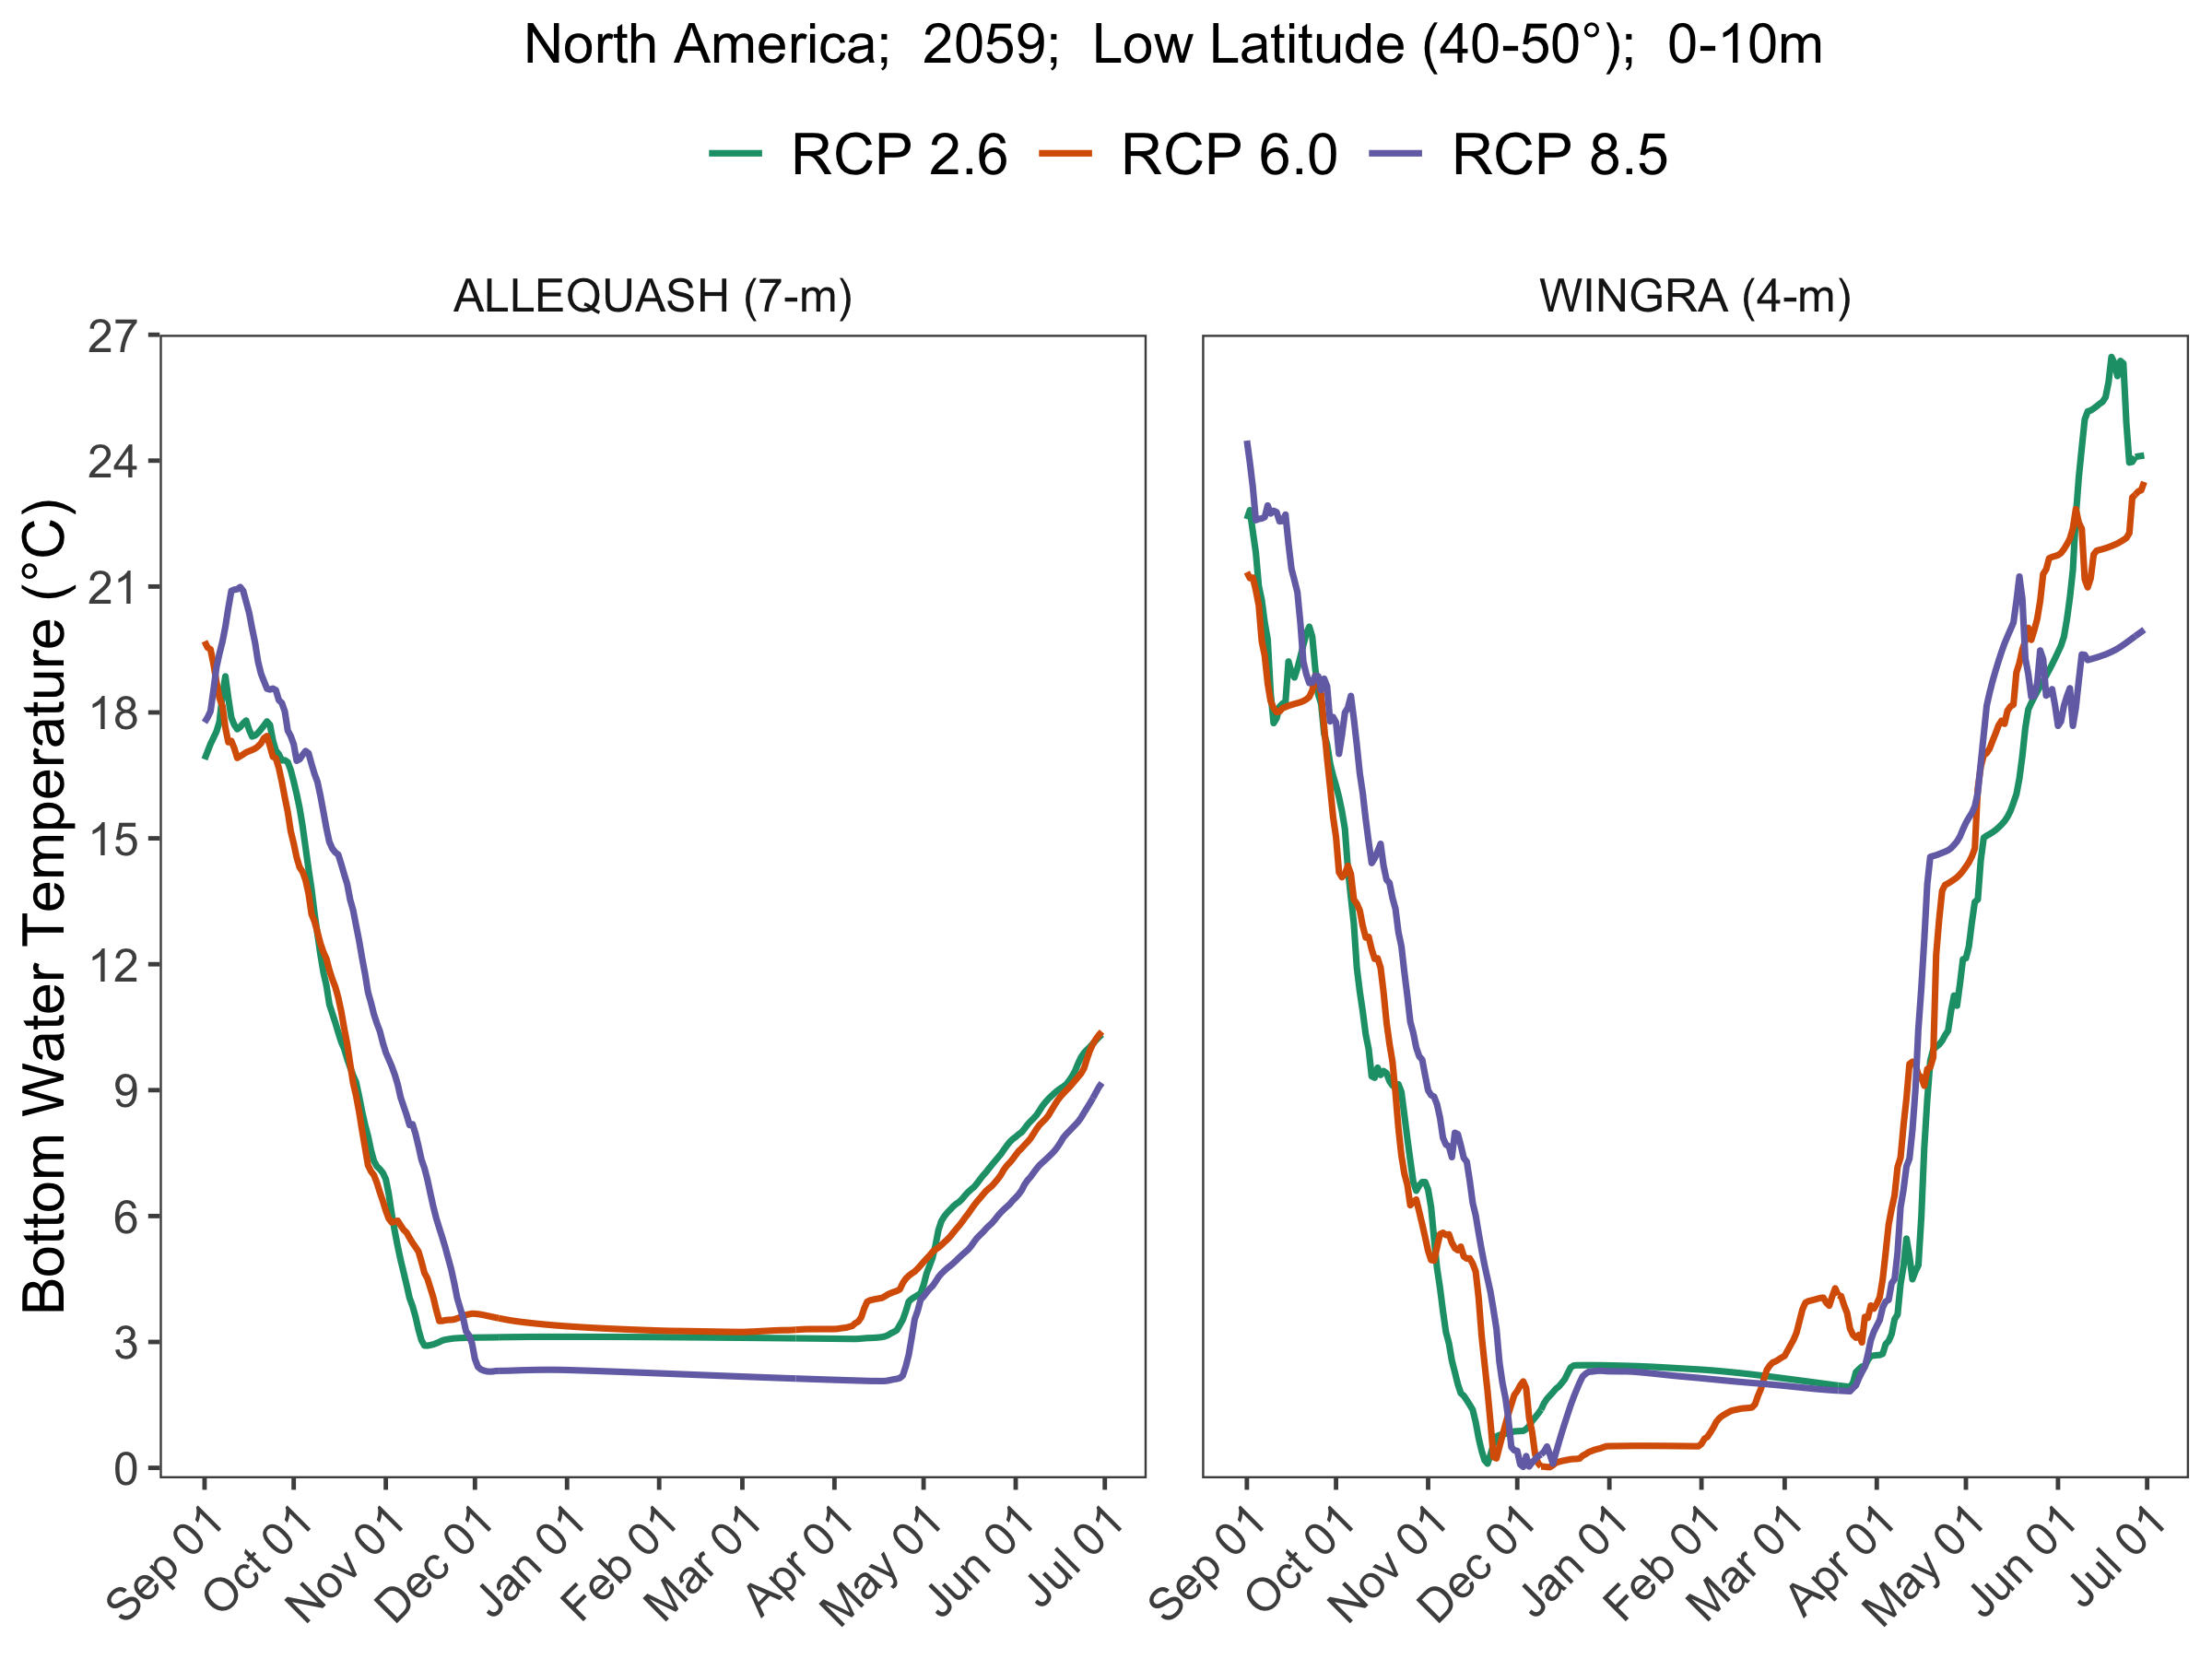 North America;  2059;  Low Latitude (40-50°);  0-10m
RCP 2.6 RCP 6.0 RCP 8.5
ALLEQUASH (7-m) WINGRA (4-m)
Bottom Water Temperature (°C)
27
24
21
18
15
12
9
6
3
0
Sep 01 Oct 01 Nov 01 Dec 01 Jan 01 Feb 01 Mar 01 Apr 01 May 01 Jun 01 Jul 01 Sep 01 Oct 01 Nov 01 Dec 01 Jan 01 Feb 01 Mar 01 Apr 01 May 01 Jun 01 Jul 01